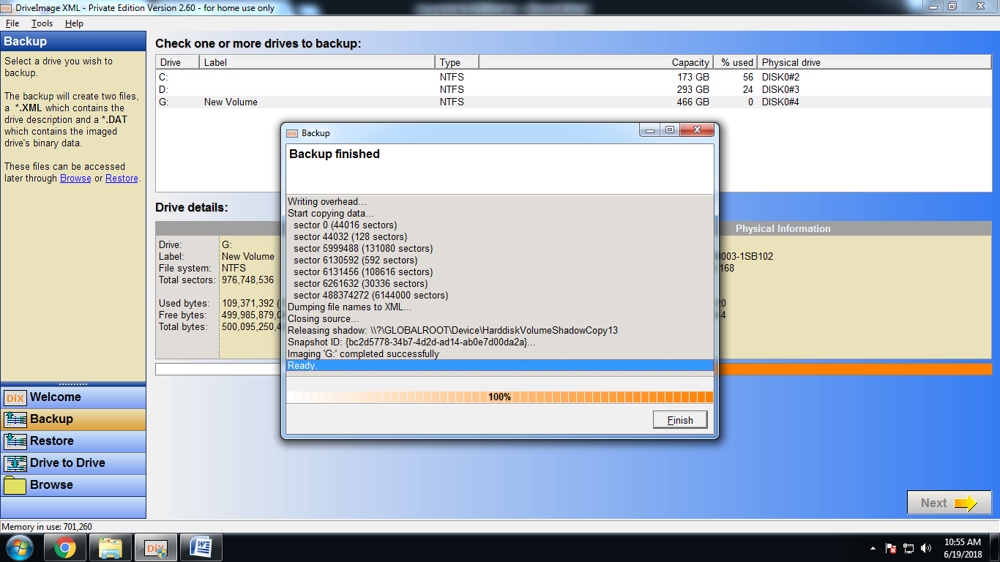 DriveImage XML - Private Edition Version 2.60 - for home use only
File Tools Help
Backup
Select a drive you wish to
backup.
The backup will create two files,
a *.XML which contains the
drive description and a *.DAT
which contains the imaged
drive's binary data.
These files can be accessed
later through Browse or Restore.
Check one or more drives to backup:
Drive Label Type Capacity % used Physical drive
C: NTFS 173 GB 56 DISK0#2
D: NTFS 293 GB 24 DISK0#3
G: New Volume NTFS 466 GB 0 DISK0#4
Drive details:
Physical Information
Drive: G:
Label: New Volume
File system: NTFS
Total sectors: 976,748,536
Used bytes: 109,371,392 (
Free bytes: 499,985,879,0
Total bytes: 500,095,250,4
003-1SB102
168
20
4
DiX Backup
Backup finished
Writing overhead...
Start copying data...
sector 0 (44016 sectors)
sector 44032 (128 sectors)
sector 5999488 (131080 sectors)
sector 6130592 (592 sectors)
sector 6131456 (108616 sectors)
sector 6261632 (30336 sectors)
sector 488374272 (6144000 sectors)
Dumping file names to XML...
Closing source...
Releasing shadow: \\?\GLOBALROOT\Device\HarddiskVolumeShadowCopy13
Snapshot ID: {bc2d5778-34b7-4d2d-ad14-ab0e7d00da2a}...
Imaging 'G:' completed successfully
Ready.
100%
Finish
DiX Welcome
Backup
Restore
Drive to Drive
Browse
Next
Memory in use: 701,260
DiX
W
10:55 AM
6/19/2018